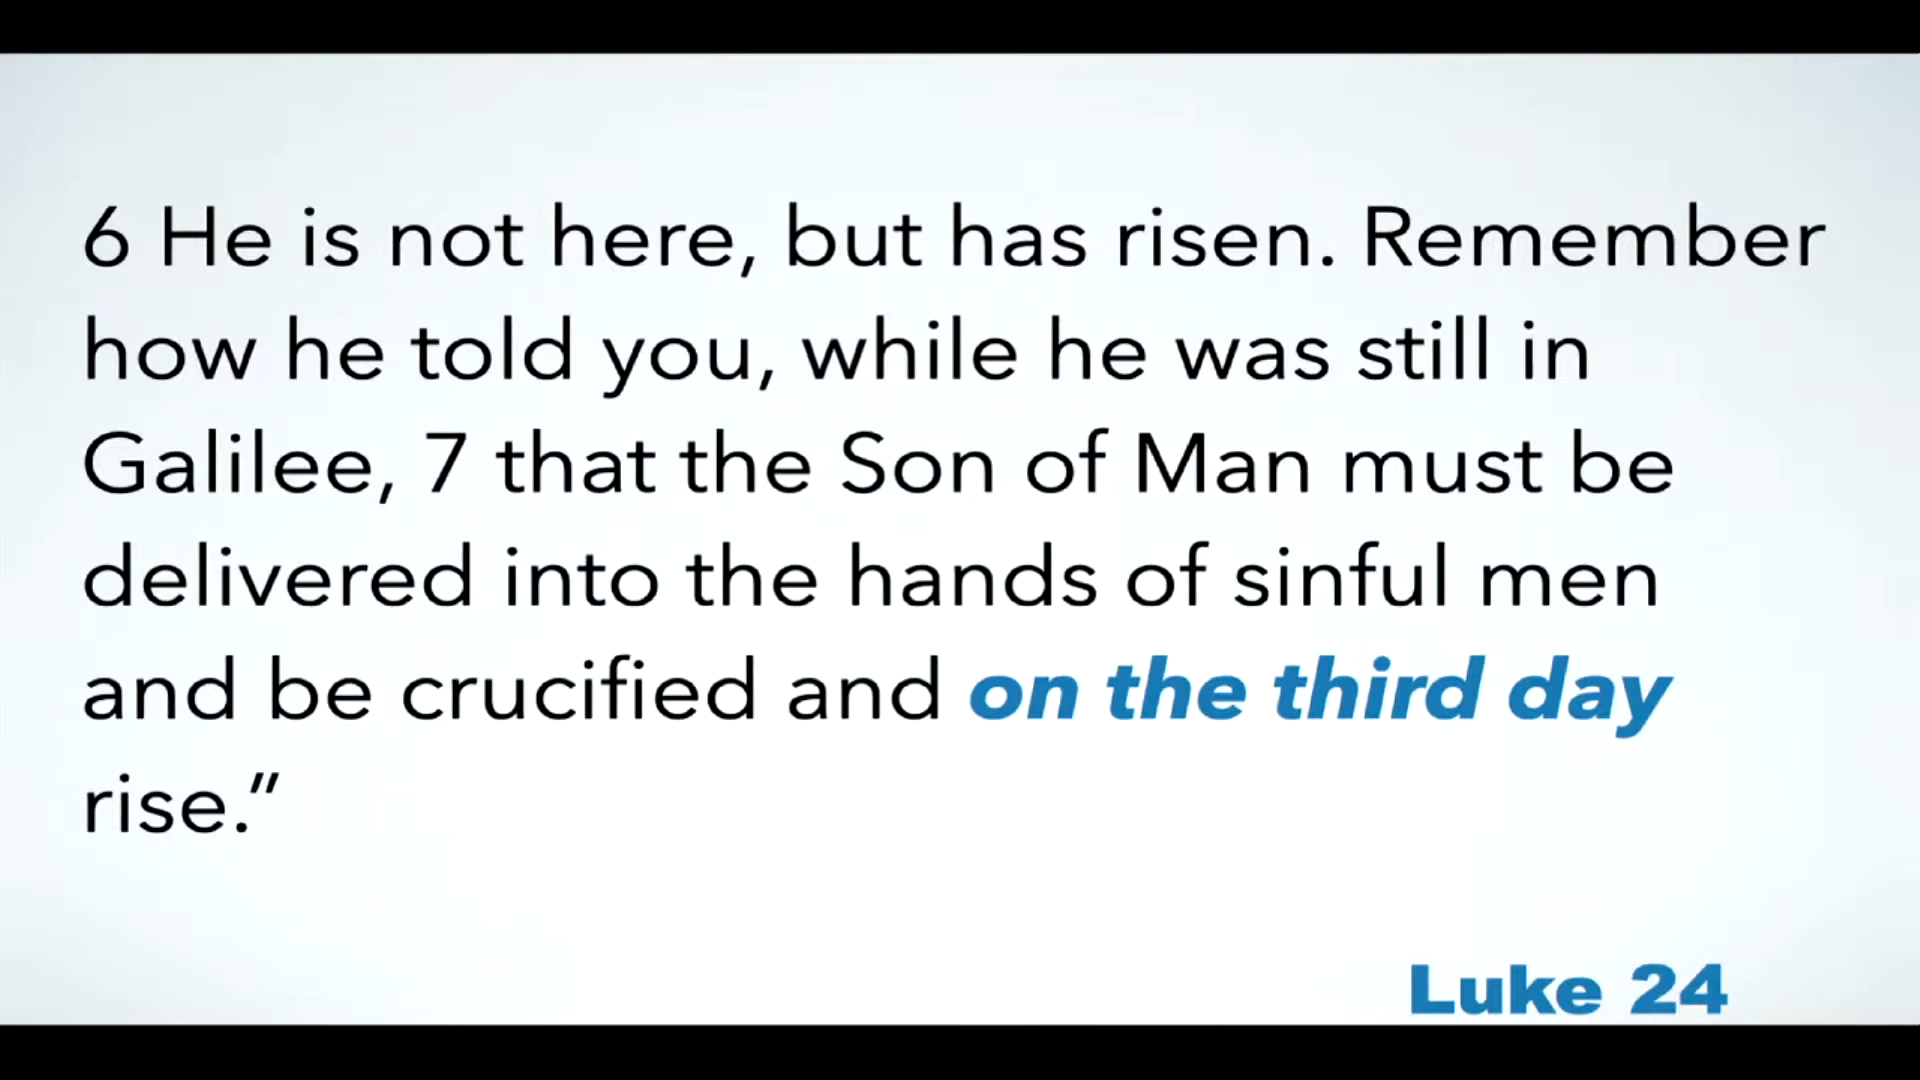 6 He is not here, but has risen. Remember
how he told you, while he was still in
Galilee, 7 that the Son of Man must be
delivered into the hands of sinful men
and be crucified and on the third day
rise.”
Luke 24